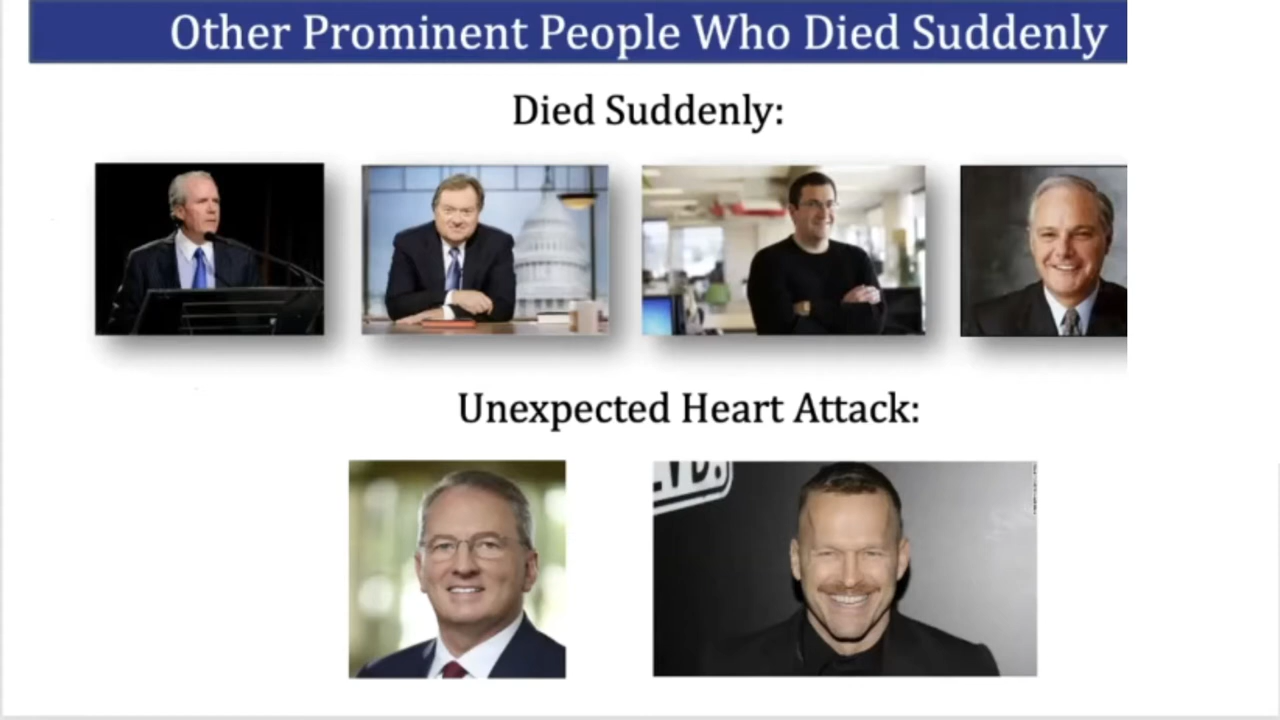 Other Prominent People Who Died Suddenly
Died Suddenly:
Unexpected Heart Attack: